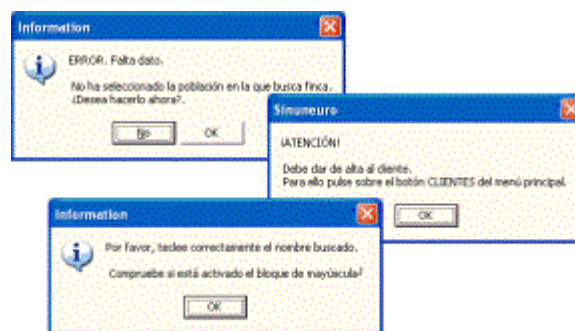 Information
ERROR. Falta dato.
No ha seleccionado la población en la que busca finca.
¿Desea hacerlo ahora?.
No
OK
Sinuneuro
¡ATENCIÓN!
Debe dar de alta al cliente.
Para ello pulse sobre el botón CLIENTES del menú principal.
OK
Information
Por favor, teclee correctamente el nombre buscado.
Compruebe si está activado el bloque de mayúscula
OK